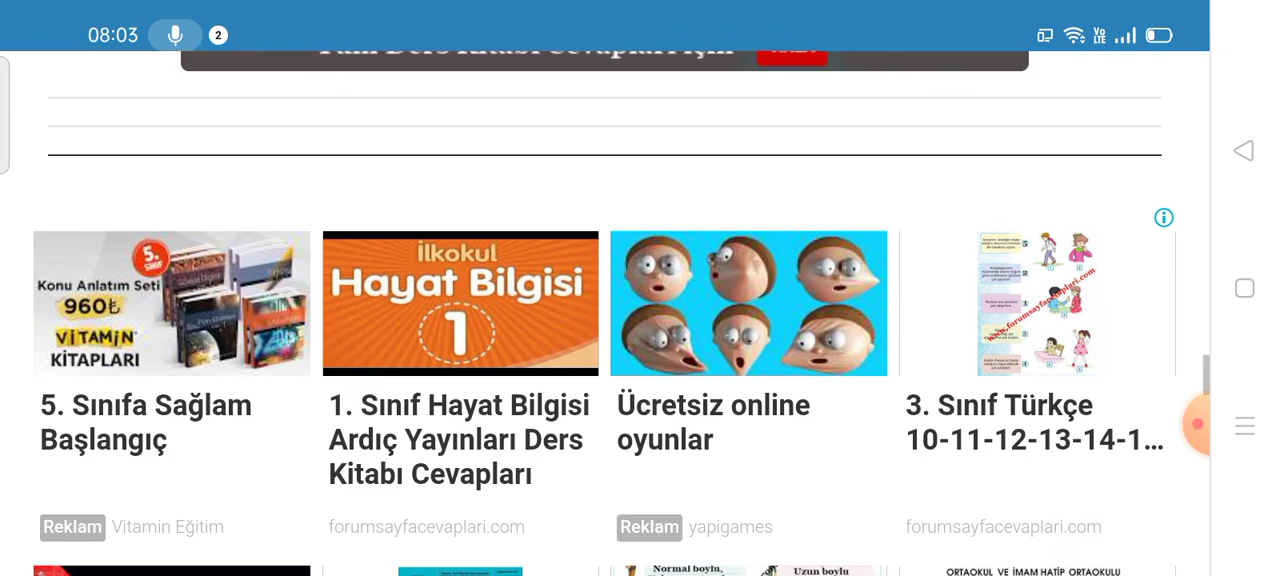 08:03
2
5.
SINIF
Konu Anlatım Seti
960₺
VİTAMİN
KİTAPLARI
5. Sınıfa Sağlam
Başlangıç
Reklam Vitamin Eğitim
İlkokul
Hayat Bilgisi
1
1. Sınıf Hayat Bilgisi
Ardıç Yayınları Ders
Kitabı Cevapları
forumsayfacevaplari.com
Ücretsiz online
oyunlar
Reklam yapigames
www.forumsayfacevaplari.com
3. Sınıf Türkçe
10-11-12-13-14-1...
forumsayfacevaplari.com
Normal boylu,
Uzun boylu
ORTAOKUL VE İMAM HATİP ORTAOKULU